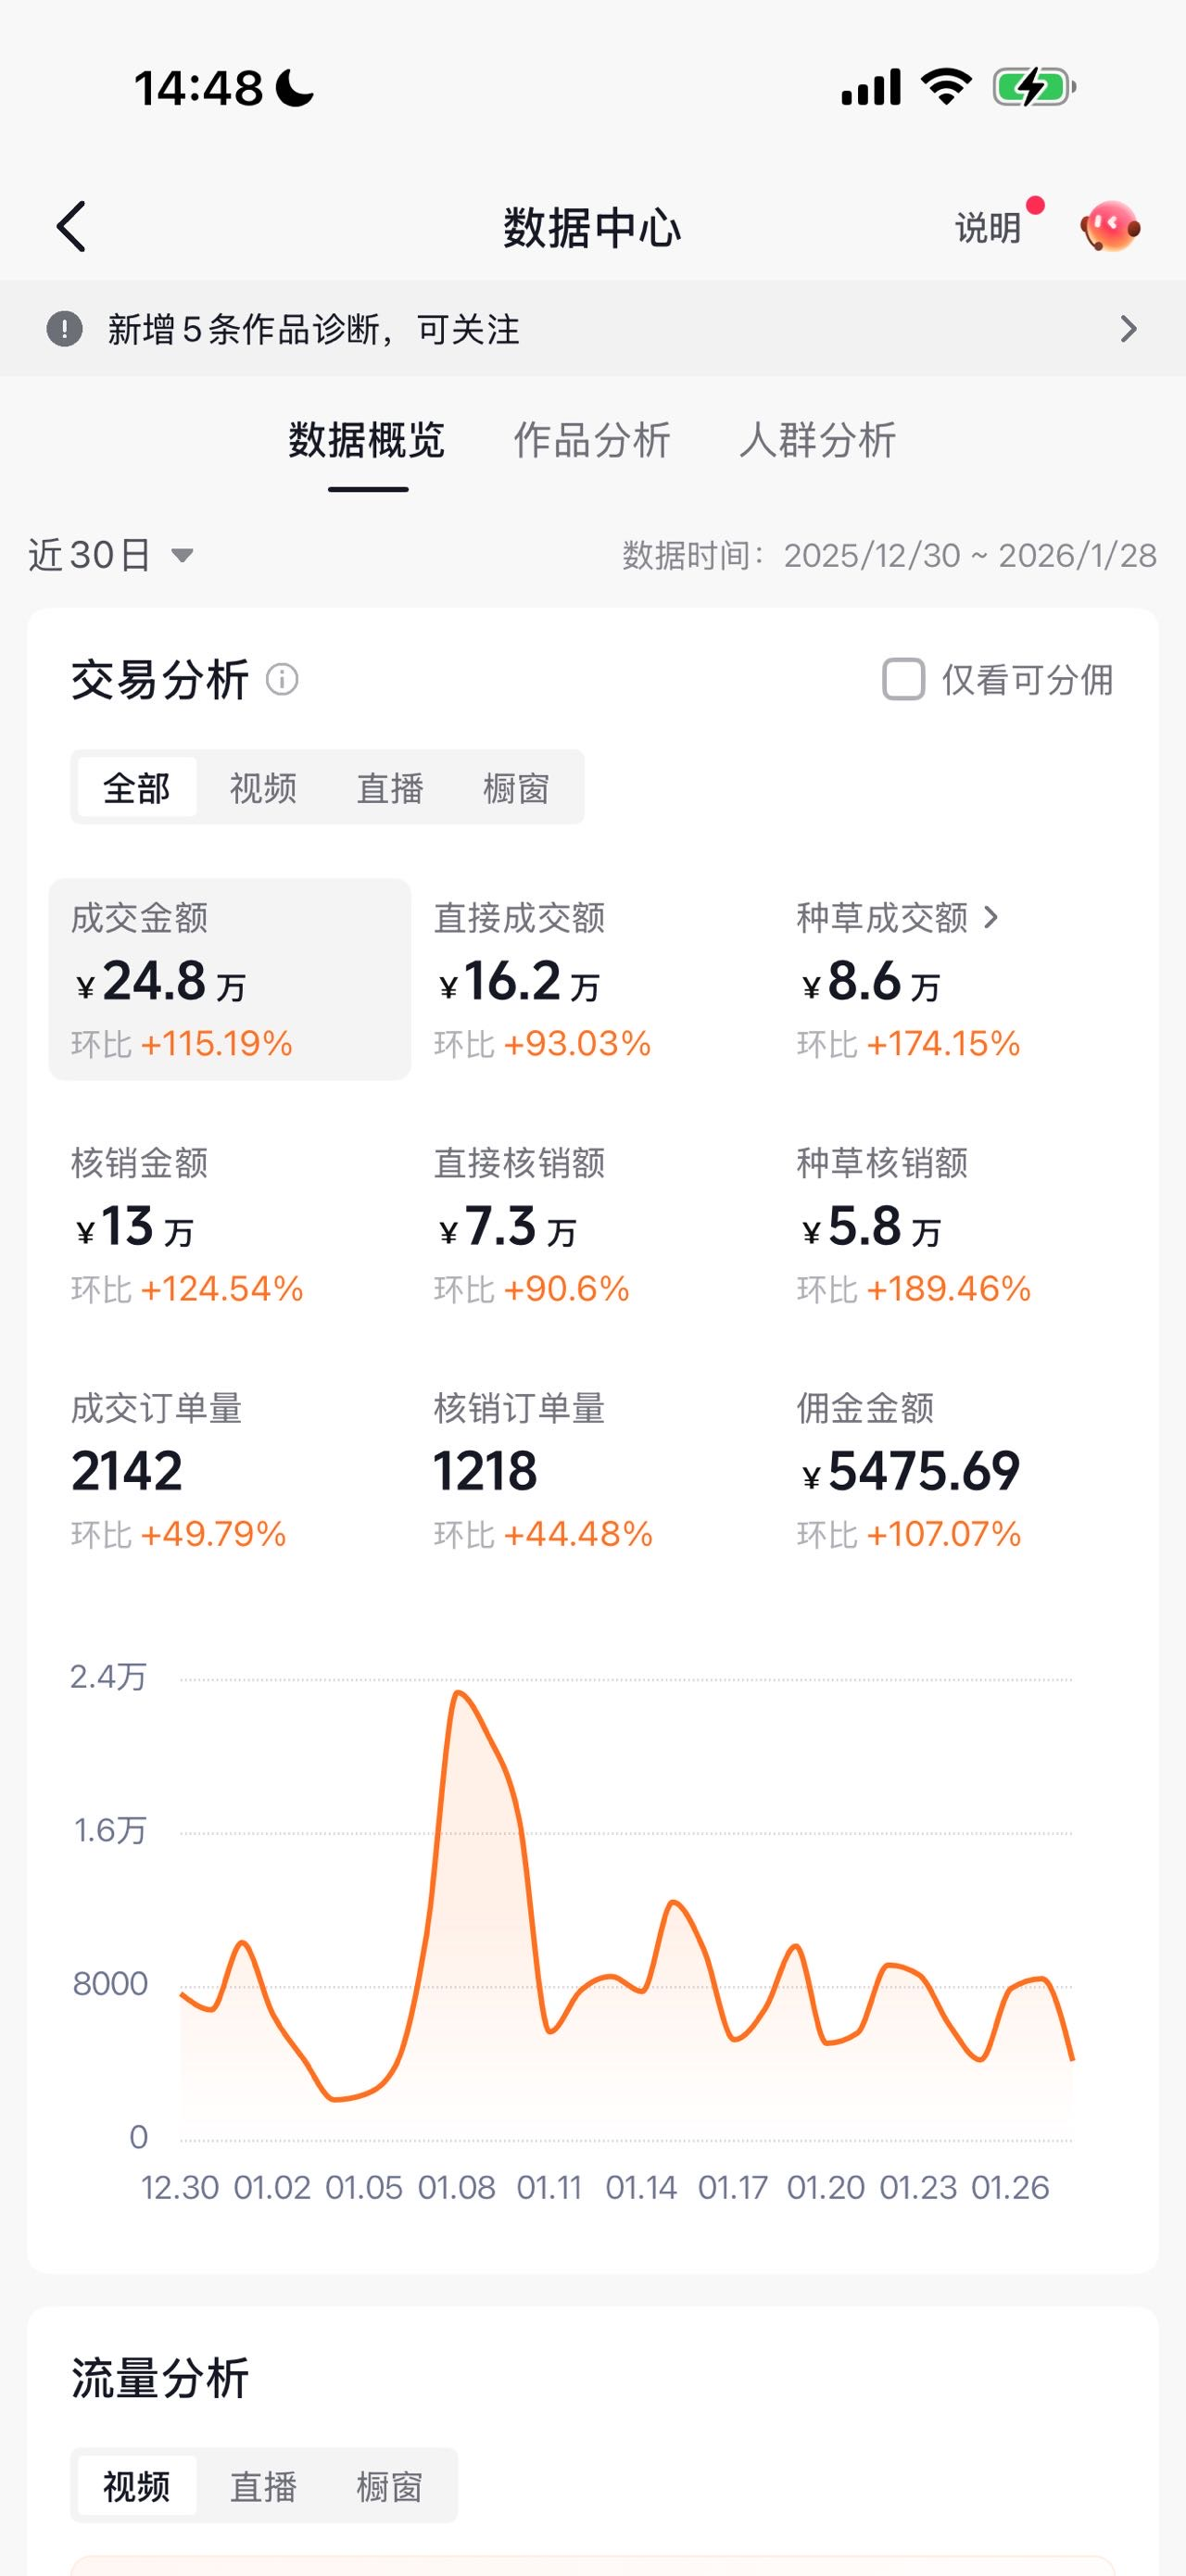 14:48
数据中心 说明
新增5条作品诊断，可关注
数据概览 作品分析 人群分析
近30日 数据时间：2025/12/30 ~ 2026/1/28
交易分析 仅看可分佣
全部 视频 直播 橱窗
成交金额 直接成交额 种草成交额
¥24.8万 ¥16.2万 ¥8.6万
环比 +115.19% 环比 +93.03% 环比 +174.15%
核销金额 直接核销额 种草核销额
¥13万 ¥7.3万 ¥5.8万
环比 +124.54% 环比 +90.6% 环比 +189.46%
成交订单量 核销订单量 佣金金额
2142 1218 ¥5475.69
环比 +49.79% 环比 +44.48% 环比 +107.07%
2.4万
1.6万
8000
0
12.30 01.02 01.05 01.08 01.11 01.14 01.17 01.20 01.23 01.26
流量分析
视频 直播 橱窗